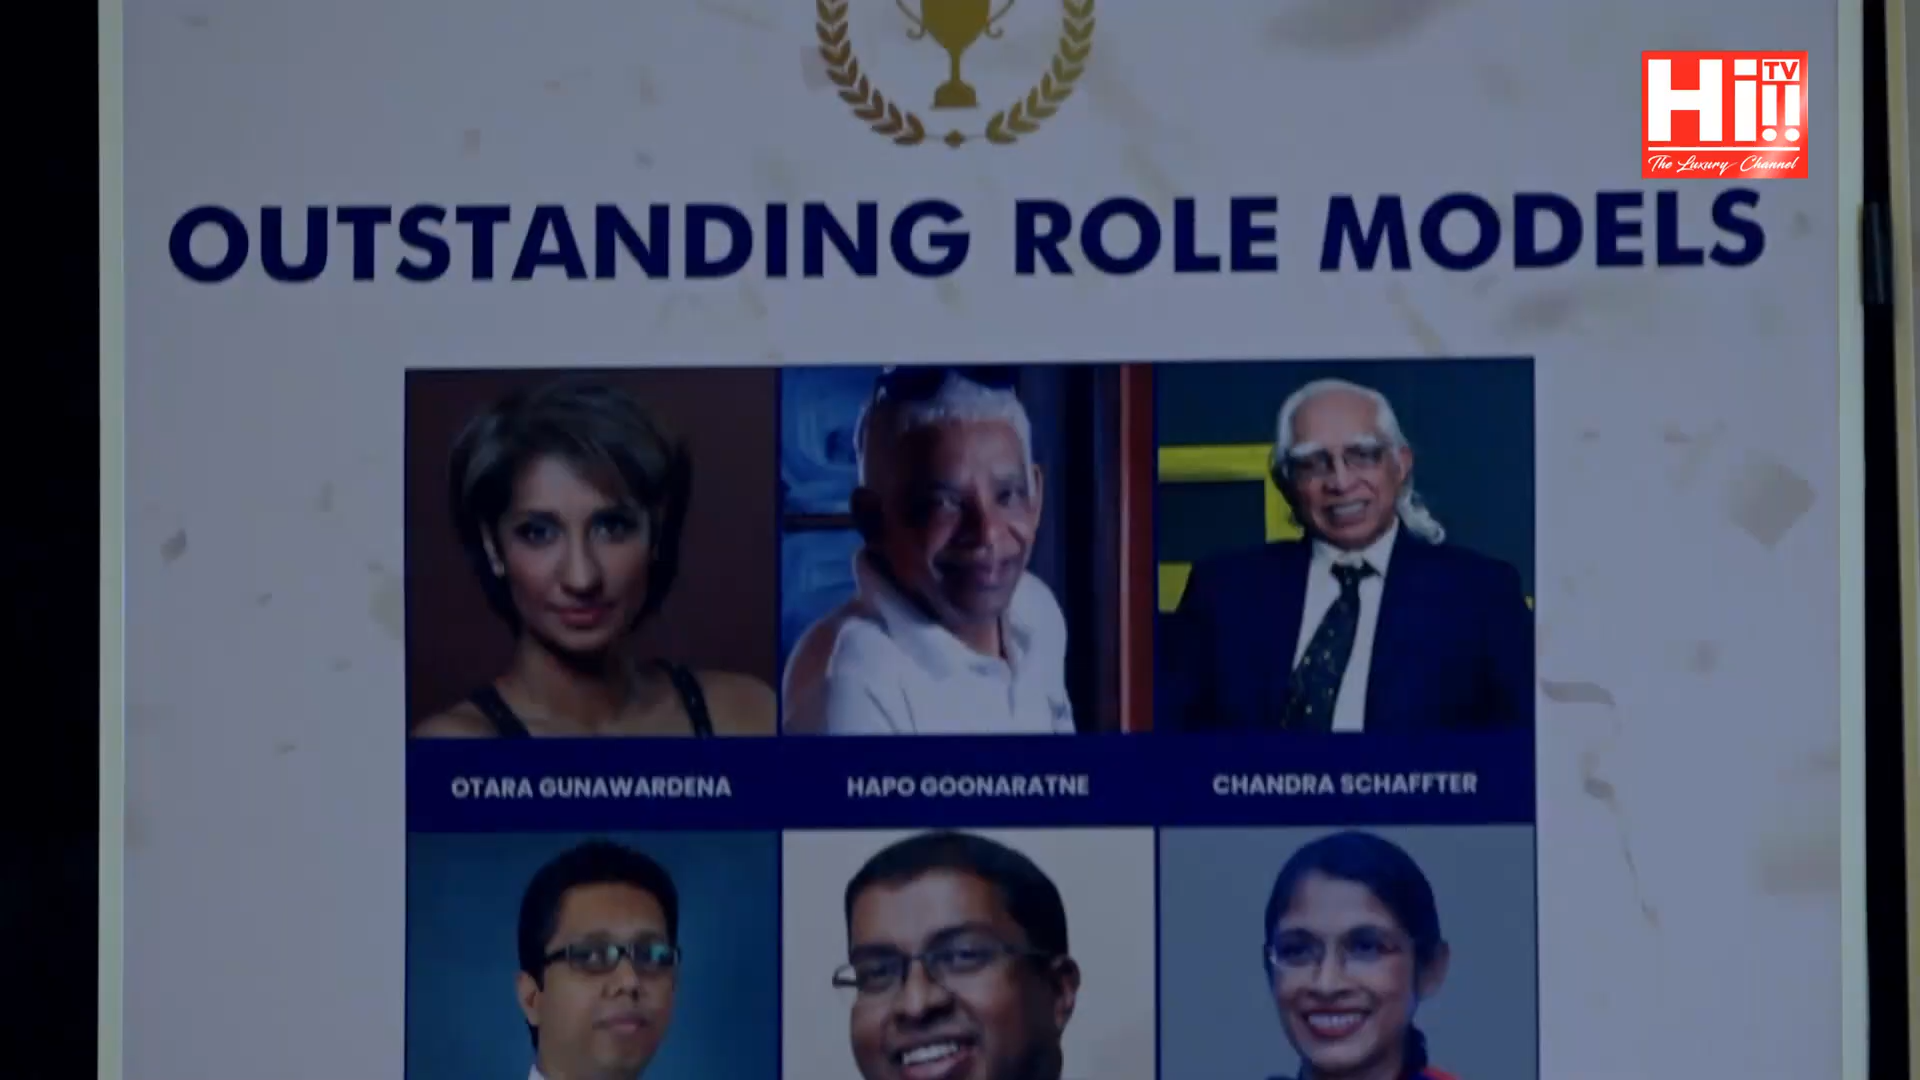 Hi!!
TV
The Luxury Channel
OUTSTANDING ROLE MODELS
OTARA GUNAWARDENA
HAPO GOONARATNE
CHANDRA SCHAFFTER